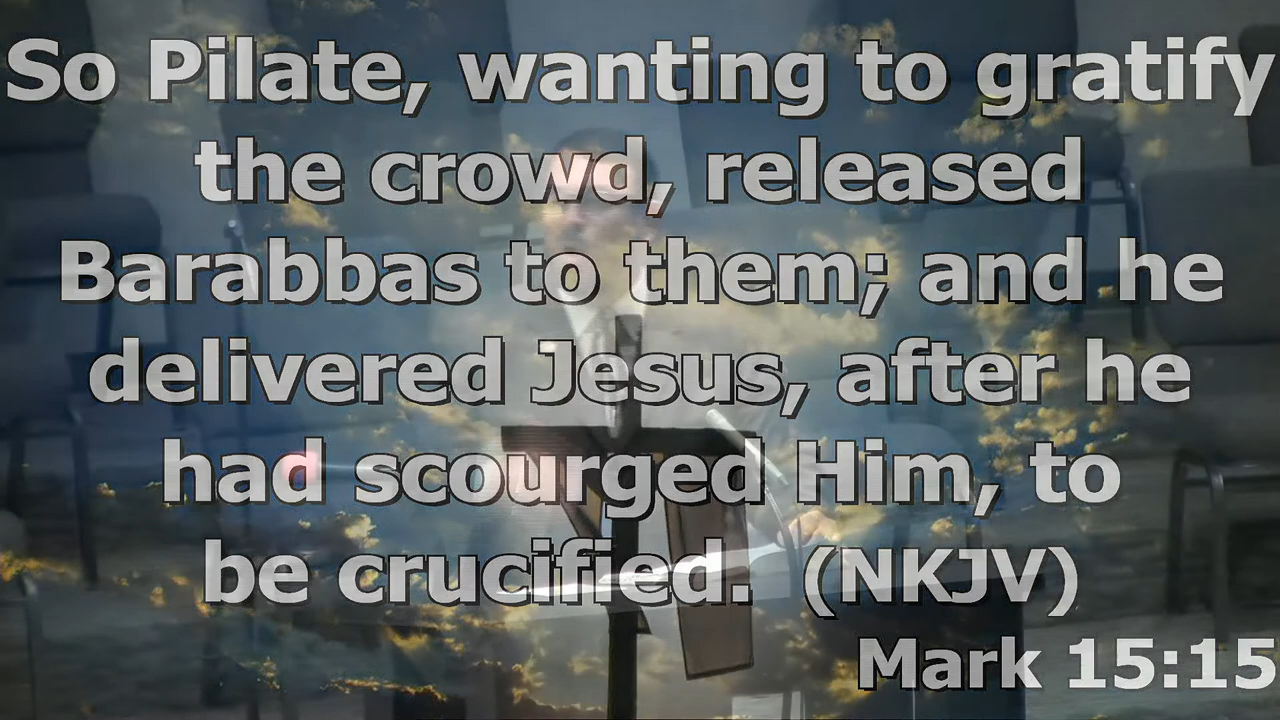 So Pilate, wanting to gratify
the crowd, released
Barabbas to them; and he
delivered Jesus, after he
had scourged Him, to
be crucified. (NKJV)
Mark 15:15